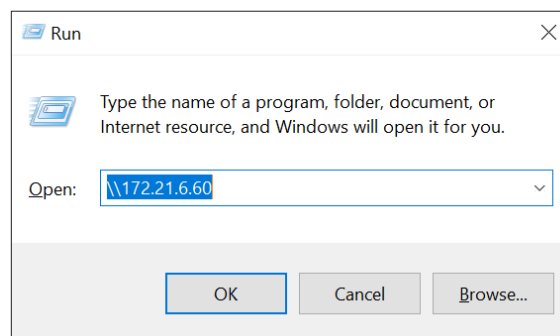 Run
Type the name of a program, folder, document, or
Internet resource, and Windows will open it for you.
Open: \\172.21.6.60
OK Cancel Browse...